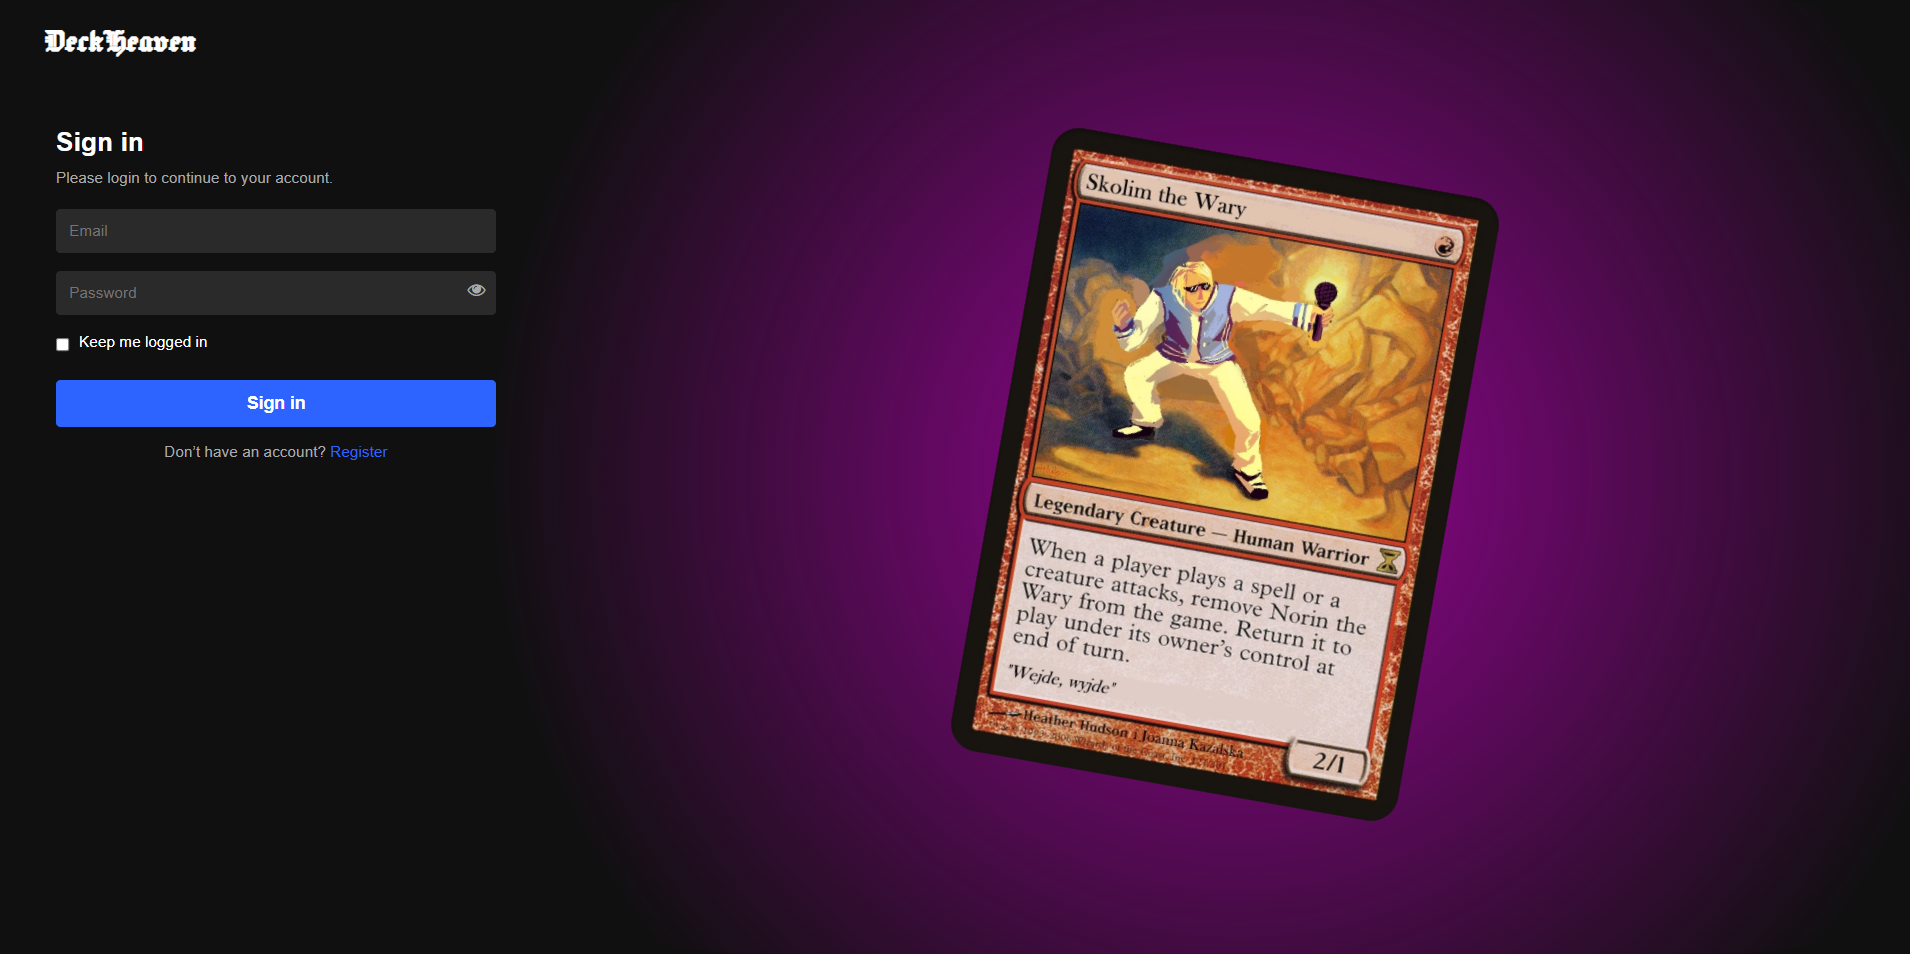 DeckHeaven
Sign in
Please login to continue to your account.
Email
Password
Keep me logged in
Sign in
Don't have an account? Register
Skolim the Wary
Legendary Creature — Human Warrior
When a player plays a spell or a
creature attacks, remove Norin the
Wary from the game. Return it to
play under its owner's control at
end of turn.
"Wejde, wyjde"
Heather Hudson i Joanna Kazalska
2/1